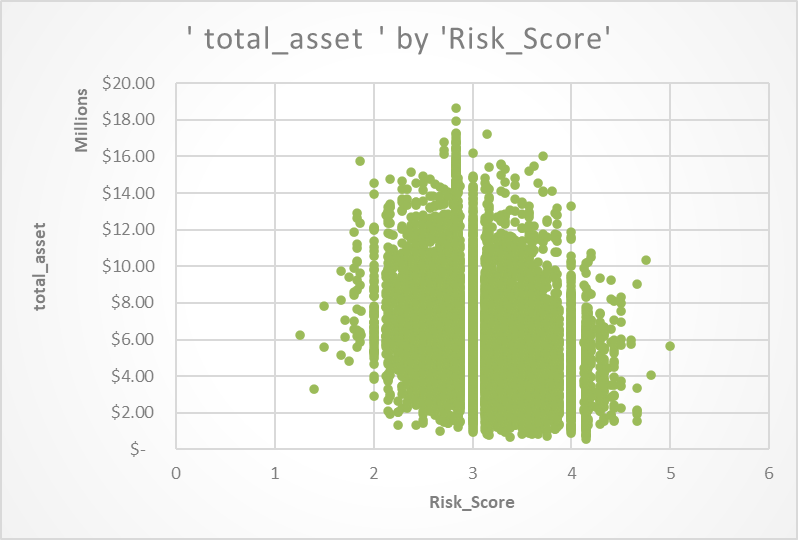 ' total_asset ' by 'Risk_Score'
Millions
total_asset
$20.00
$18.00
$16.00
$14.00
$12.00
$10.00
$8.00
$6.00
$4.00
$2.00
$-
0 1 2 3 4 5 6
Risk_Score